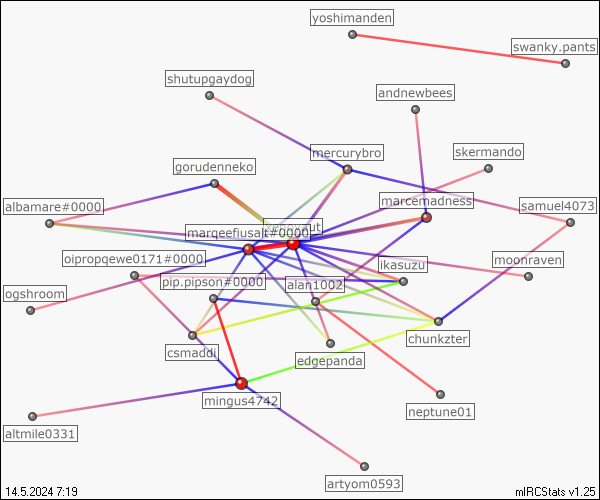 yoshimanden
swanky.pants
shutupgaydog
andnewbees
mercurybro
skermando
gorudenneko
marcemadness
albamare#0000
samuel4073
marqeefiusalt#0000
oipropqewe0171#0000
moonraven
ikasuzu
pip.pipson#0000
alan1002
ogshroom
chunkzter
csmaddi
edgepanda
mingus4742
neptune01
altmile0331
artyom0593
14.5.2024 7:19
mIRCStats v1.25